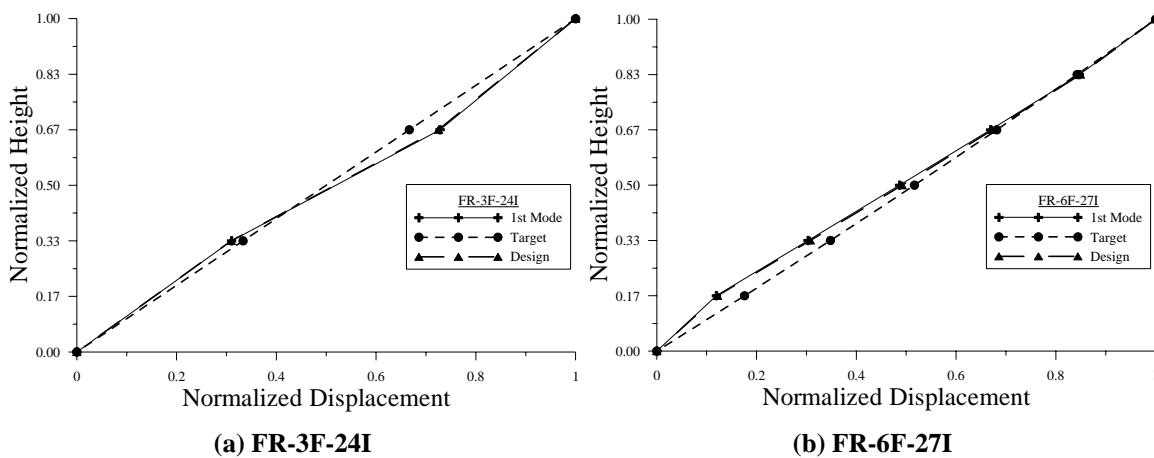 1.00
0.83
0.67
0.50
0.33
0.17
0.00
Normalized Height
0
0.2
0.4
0.6
0.8
1
Normalized Displacement
FR-3F-24I
1st Mode
Target
Design
(a) FR-3F-24I
1.00
0.83
0.67
0.50
0.33
0.17
0.00
Normalized Height
0
0.2
0.4
0.6
0.8
Normalized Displacement
FR-6F-27I
1st Mode
Target
Design
(b) FR-6F-27I